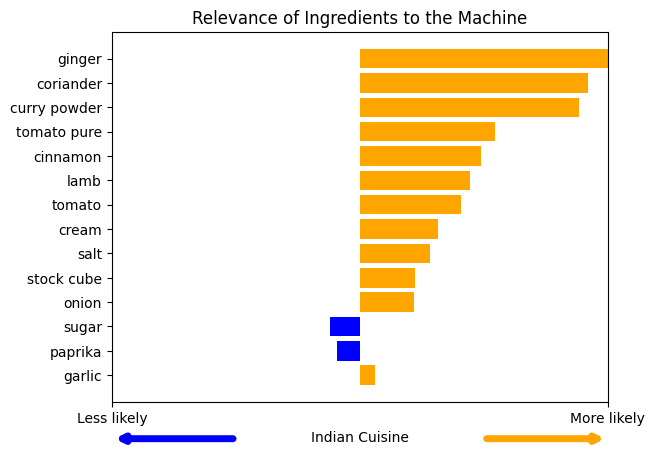 Relevance of Ingredients to the Machine
ginger
coriander
curry powder
tomato pure
cinnamon
lamb
tomato
cream
salt
stock cube
onion
sugar
paprika
garlic
Less likely More likely
Indian Cuisine